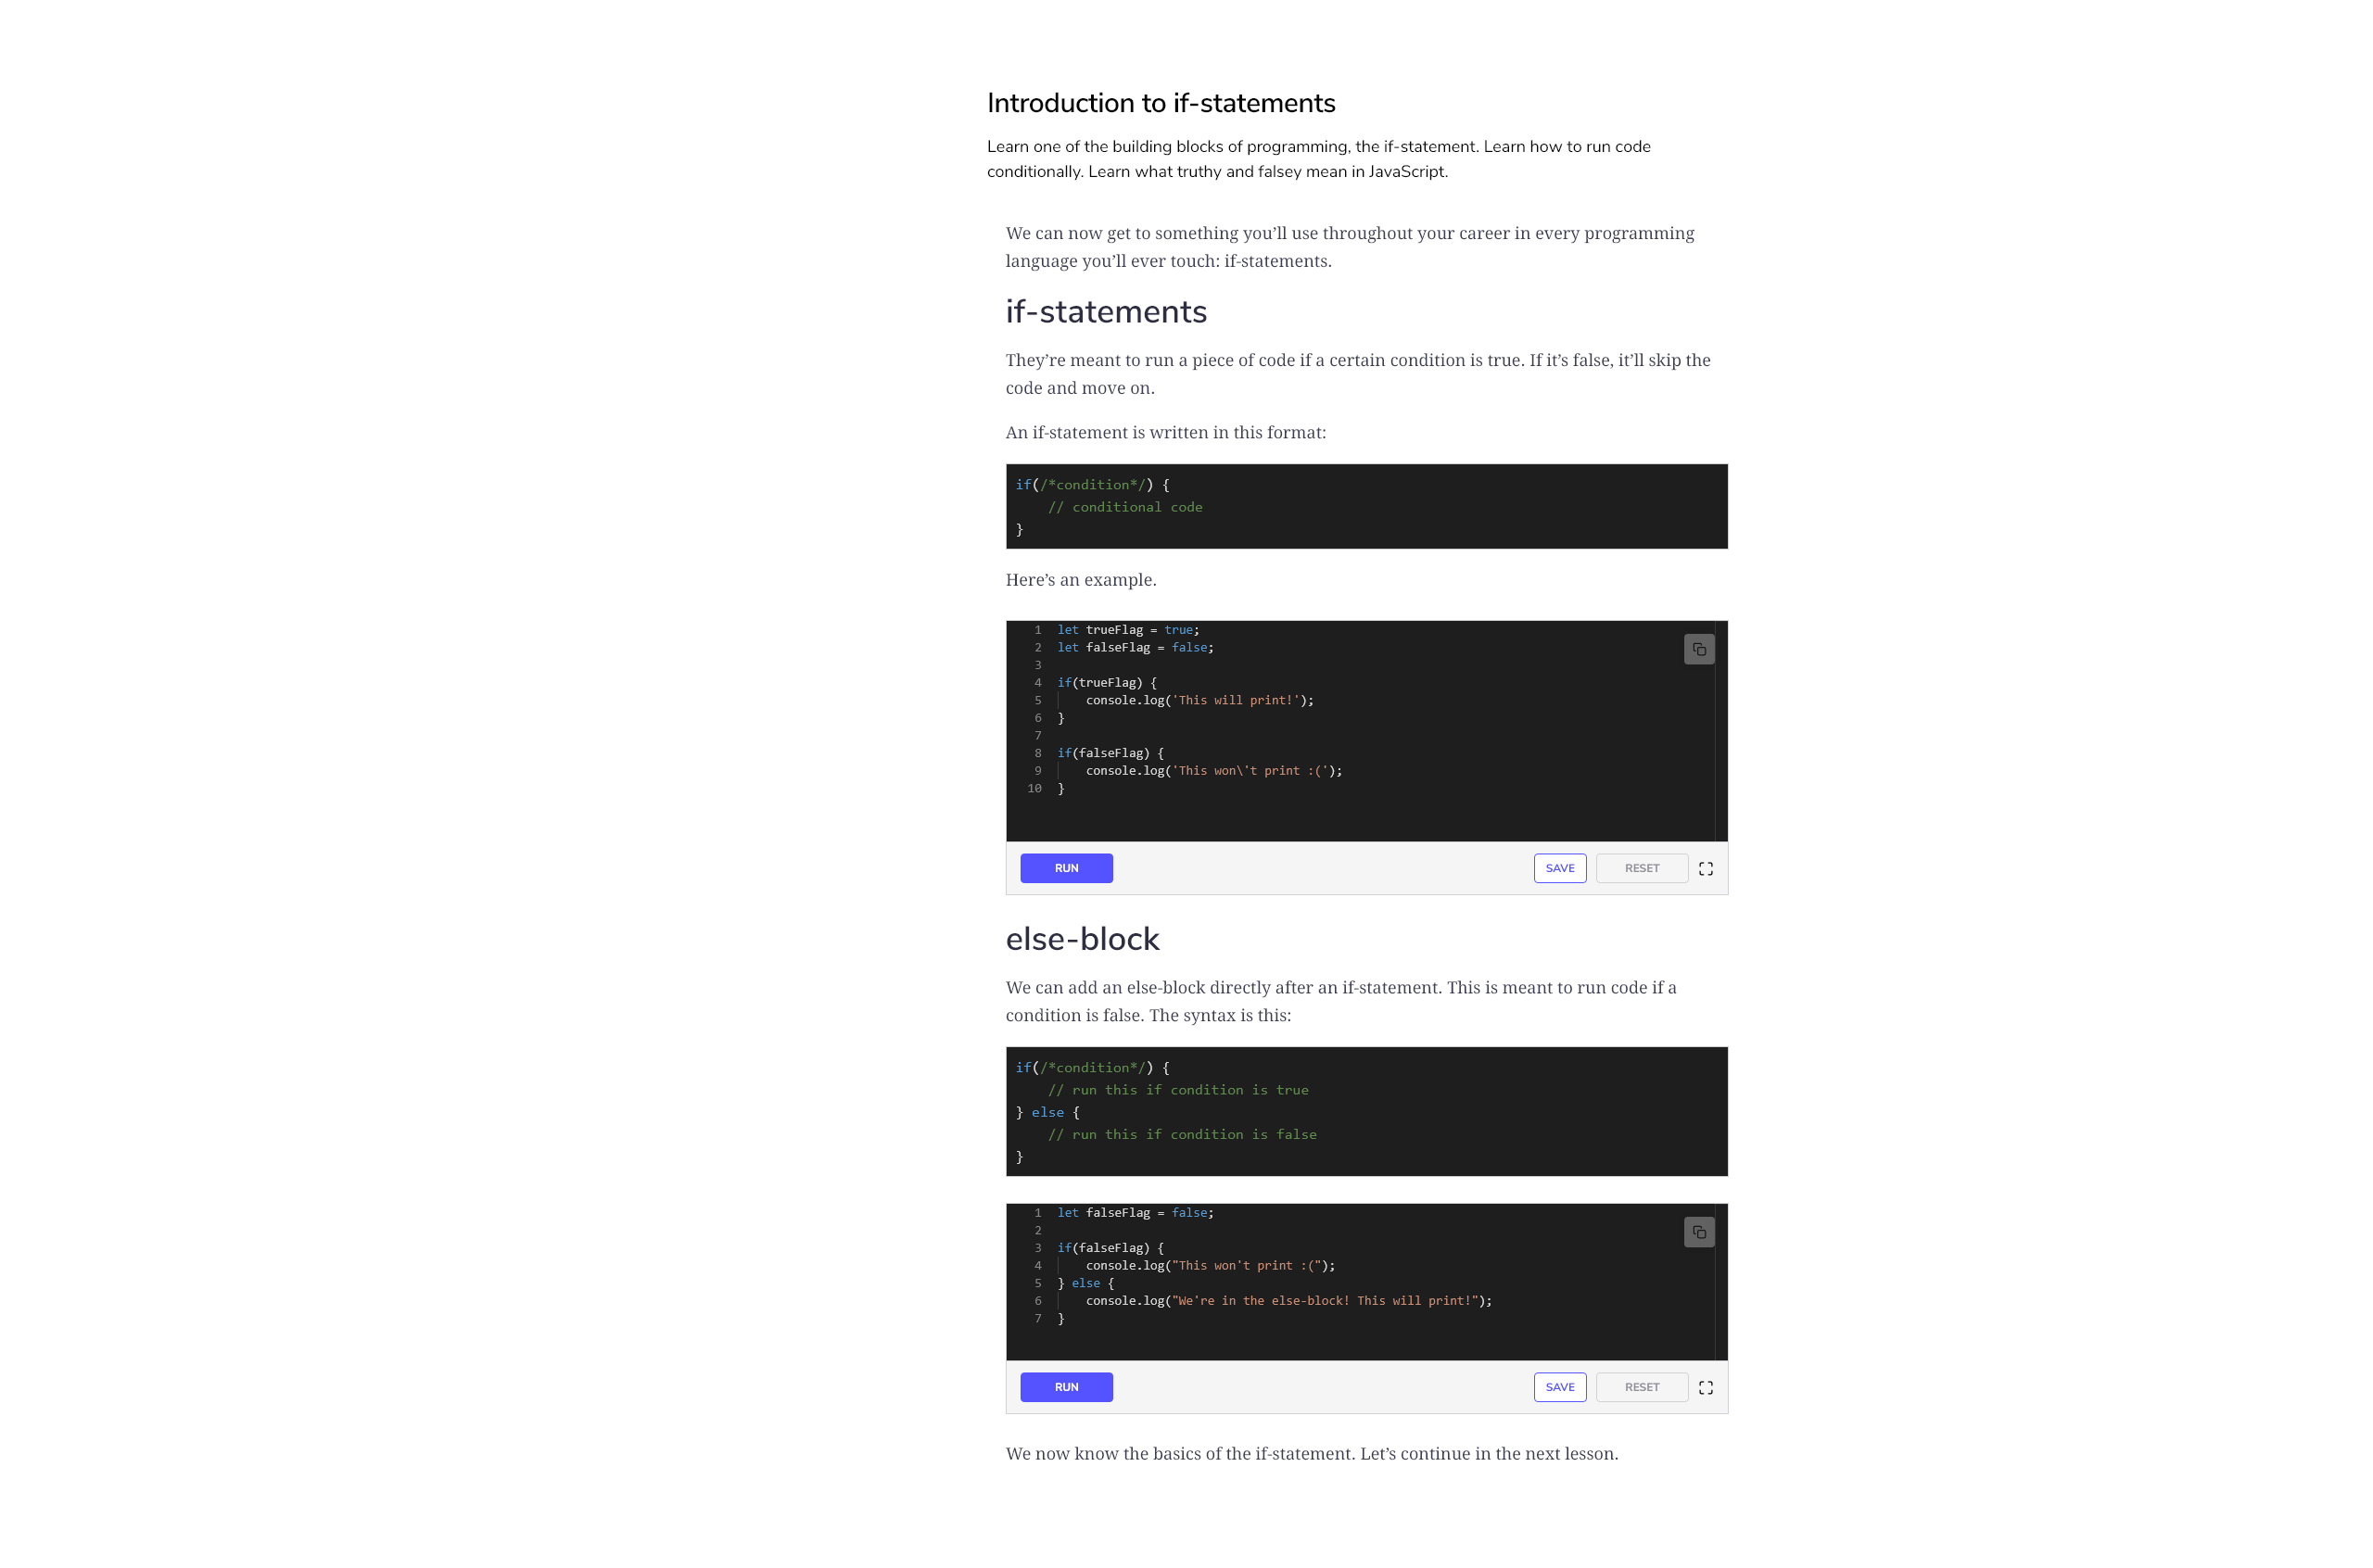 Introduction to if-statements
Learn one of the building blocks of programming, the if-statement. Learn how to run code
conditionally. Learn what truthy and falsey mean in JavaScript.
We can now get to something you’ll use throughout your career in every programming
language you’ll ever touch: if-statements.
if-statements
They’re meant to run a piece of code if a certain condition is true. If it’s false, it’ll skip the
code and move on.
An if-statement is written in this format:
if(/*condition*/) {
    // conditional code
}
Here’s an example.
1 let trueFlag = true;
2 let falseFlag = false;
3
4 if(trueFlag) {
5     console.log('This will print!');
6 }
7
8 if(falseFlag) {
9     console.log('This won\'t print :(');
10 }
RUN SAVE RESET
else-block
We can add an else-block directly after an if-statement. This is meant to run code if a
condition is false. The syntax is this:
if(/*condition*/) {
    // run this if condition is true
} else {
    // run this if condition is false
}
1 let falseFlag = false;
2
3 if(falseFlag) {
4     console.log("This won't print :(");
5 } else {
6     console.log("We're in the else-block! This will print!");
7 }
RUN SAVE RESET
We now know the basics of the if-statement. Let’s continue in the next lesson.